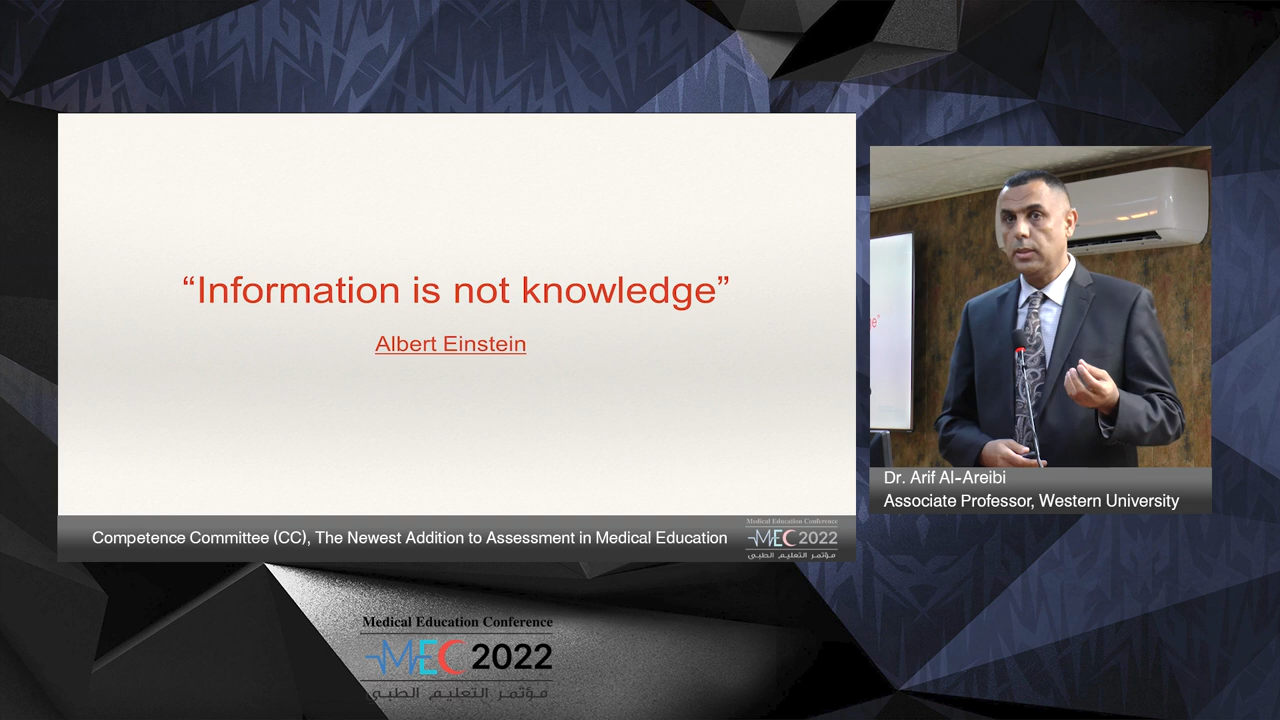 “Information is not knowledge”
Albert Einstein
Dr. Arif Al-Areibi
Associate Professor, Western University
Competence Committee (CC), The Newest Addition to Assessment in Medical Education
Medical Education Conference
MEC 2022
مؤتمر التعليم الطبي
Medical Education Conference
MEC 2022
مؤتمر التعليم الطبي